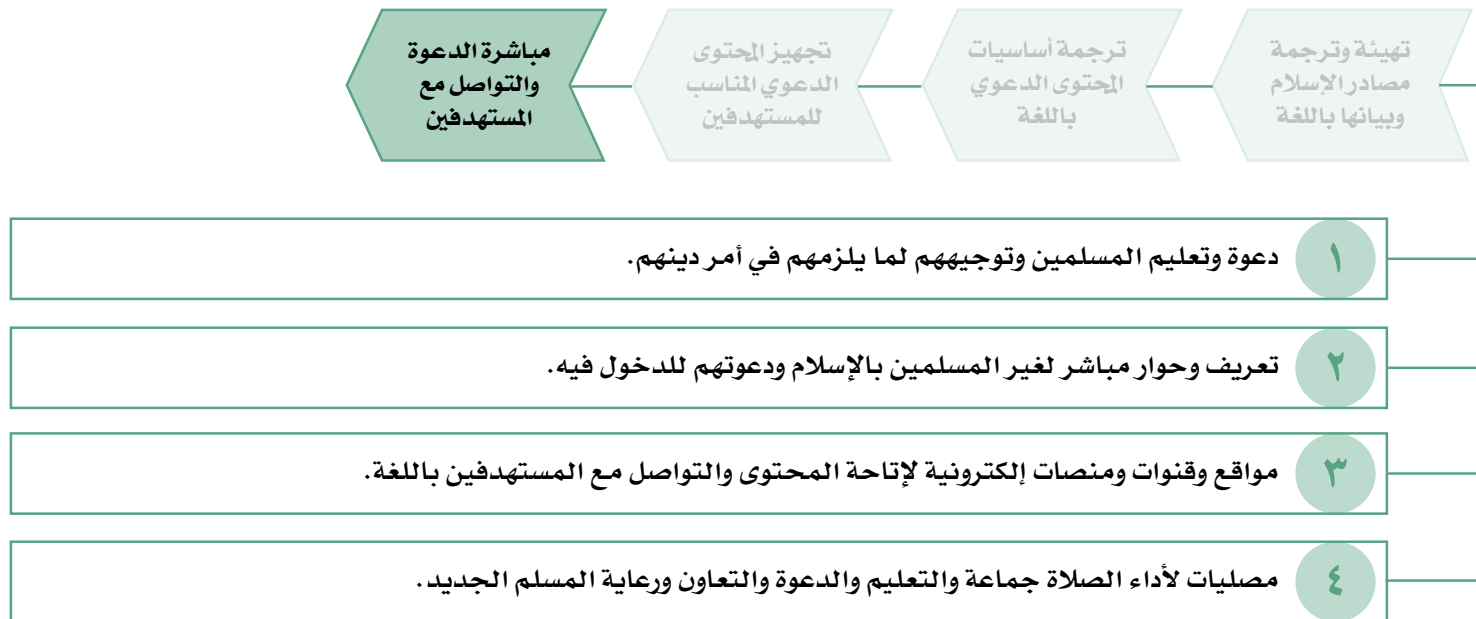 تهيئة وترجمة
مصادر الإسلام
وبيانها باللغة
ترجمة أساسيات
المحتوى الدعوي
باللغة
تجهيز المحتوى
الدعوي المناسب
للمستهدفين
مباشرة الدعوة
والتواصل مع
المستهدفين
١ دعوة وتعليم المسلمين وتوجيههم لما يلزمهم في أمر دينهم.
٢ تعريف وحوار مباشر لغير المسلمين بالإسلام ودعوتهم للدخول فيه.
٣ مواقع وقنوات ومنصات إلكترونية لإتاحة المحتوى والتواصل مع المستهدفين باللغة.
٤ مصليات لأداء الصلاة جماعة والتعليم والدعوة والتعاون ورعاية المسلم الجديد.